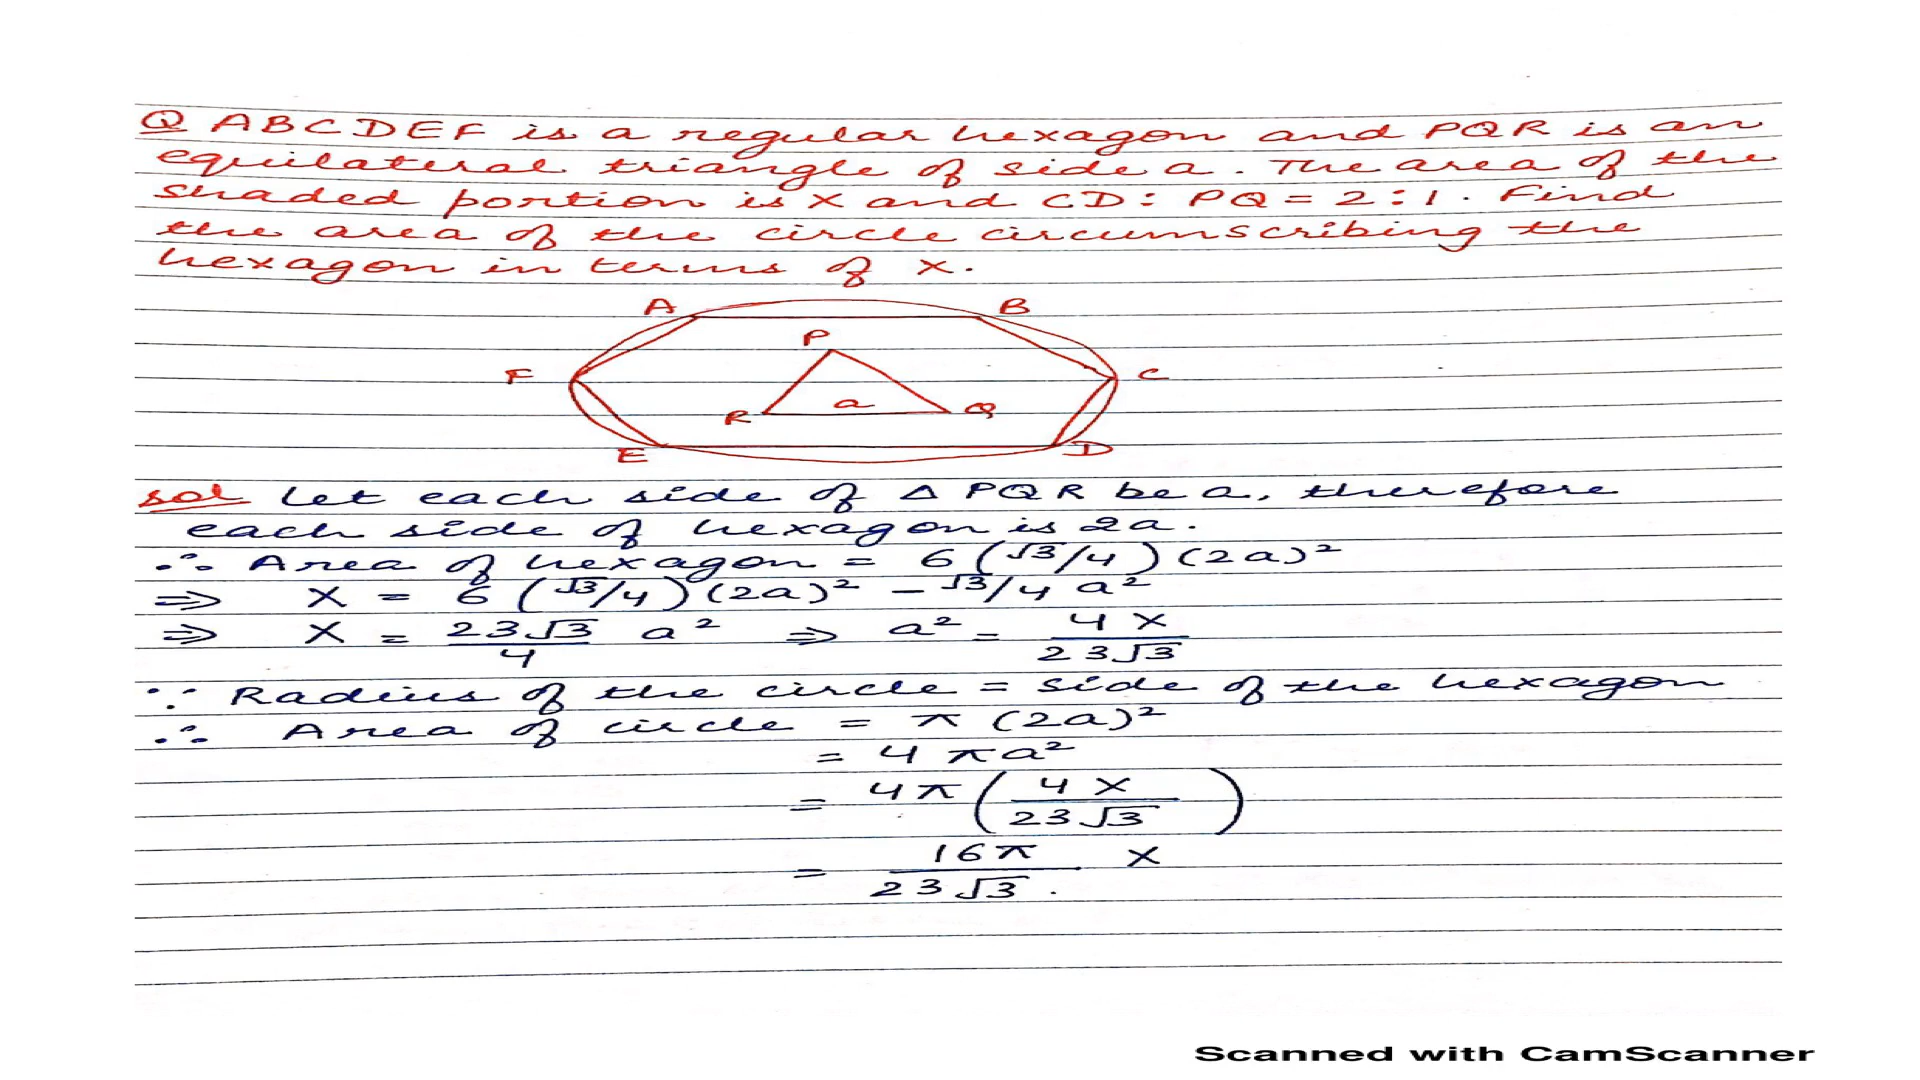 Q ABCDEF is a regular hexagon and PQR is an
equilateral triangle of side a. The area of the
shaded portion is X and CD : PQ = 2 : 1. Find
the area of the circle circumscribing the
hexagon in terms of X.
A B
P
F C
R a Q
E D
Sol Let each side of Δ PQR be a, therefore
each side of hexagon is 2a.
∴ Area of hexagon = 6 (√3/4) (2a)²
⇒ X = 6 (√3/4) (2a)² - √3/4 a²
⇒ X = 23√3/4 a² ⇒ a² = 4X/23√3
∵ Radius of the circle = side of the hexagon
∴ Area of circle = π (2a)²
= 4 πa²
= 4π (4X/23√3)
= 16π/23√3 . X
Scanned with CamScanner